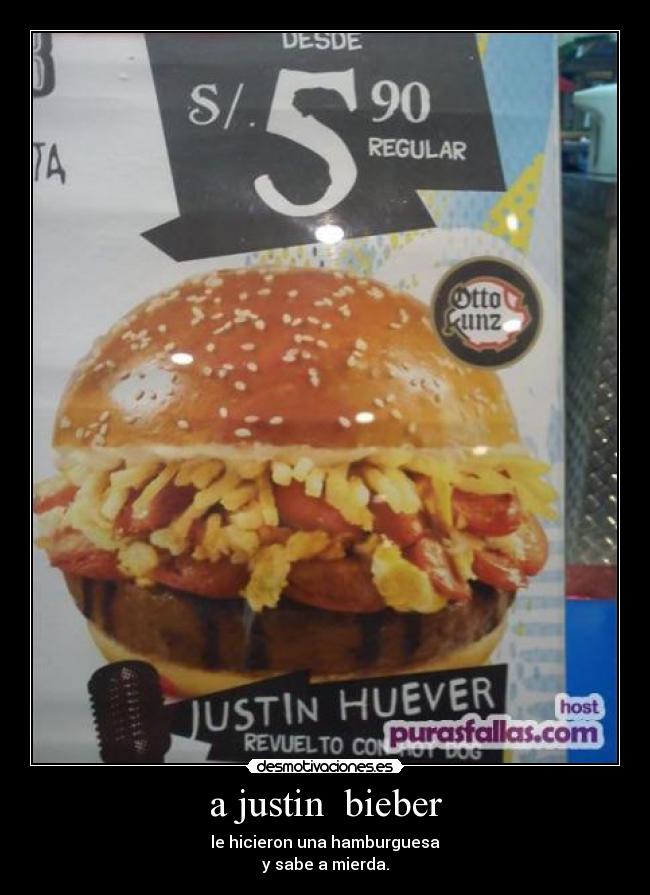 DESDE
S/. 5 90
REGULAR
TA
Otto
Kunz
JUSTIN HUEVER
REVUELTO CON HOT DOG
host
purasfallas.com
desmotivaciones.es
a justin bieber
le hicieron una hamburguesa
y sabe a mierda.